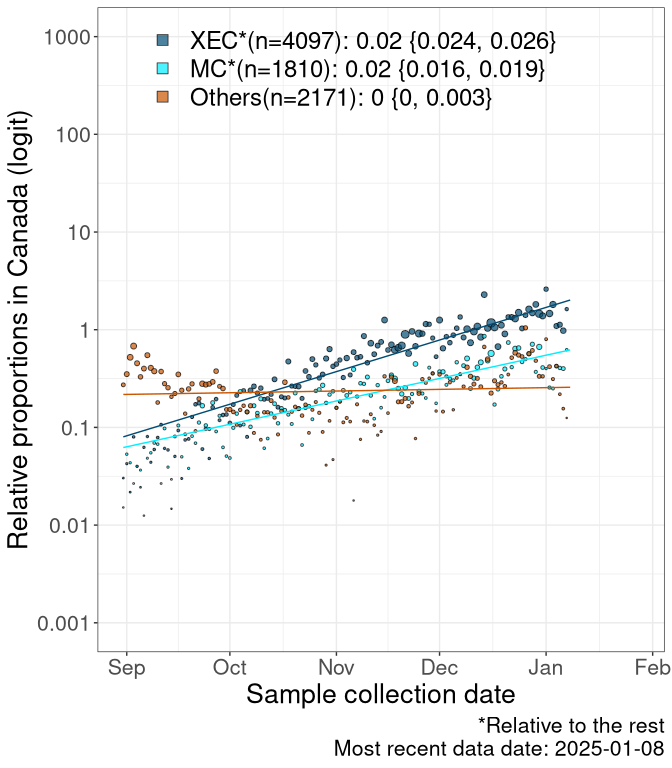 XEC*(n=4097): 0.02 {0.024, 0.026}
MC*(n=1810): 0.02 {0.016, 0.019}
Others(n=2171): 0 {0, 0.003}
Relative proportions in Canada (logit)
1000
100
10
1
0.1
0.01
0.001
Sep Oct Nov Dec Jan Feb
Sample collection date
*Relative to the rest
Most recent data date: 2025-01-08